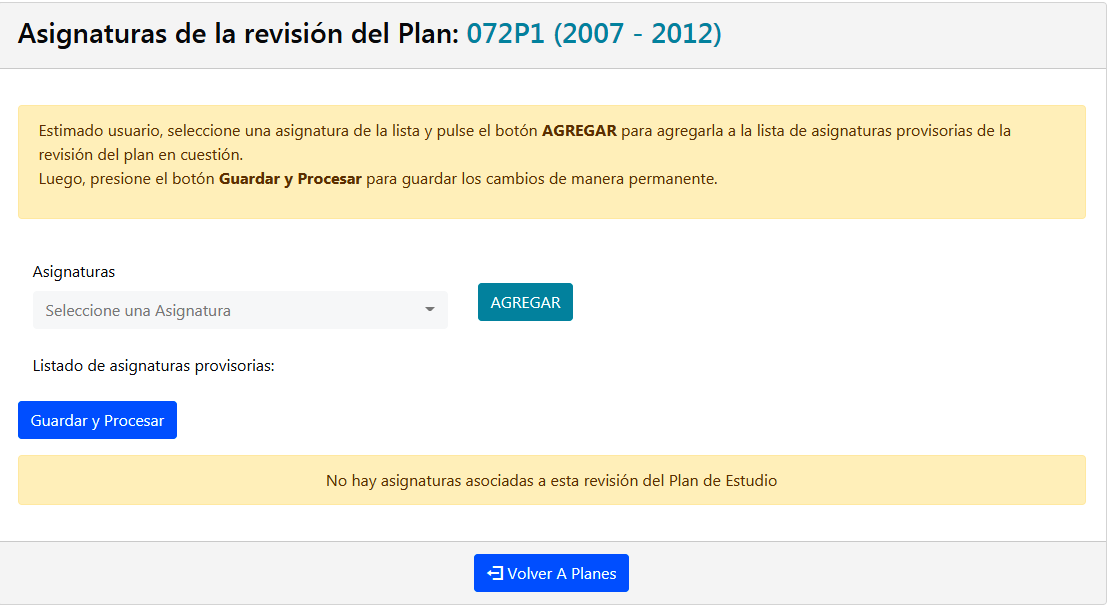 Asignaturas de la revisión del Plan: 072P1 (2007 - 2012)
Estimado usuario, seleccione una asignatura de la lista y pulse el botón AGREGAR para agregarla a la lista de asignaturas provisorias de la
revisión del plan en cuestión.
Luego, presione el botón Guardar y Procesar para guardar los cambios de manera permanente.
Asignaturas
Seleccione una Asignatura
AGREGAR
Listado de asignaturas provisorias:
Guardar y Procesar
No hay asignaturas asociadas a esta revisión del Plan de Estudio
Volver A Planes